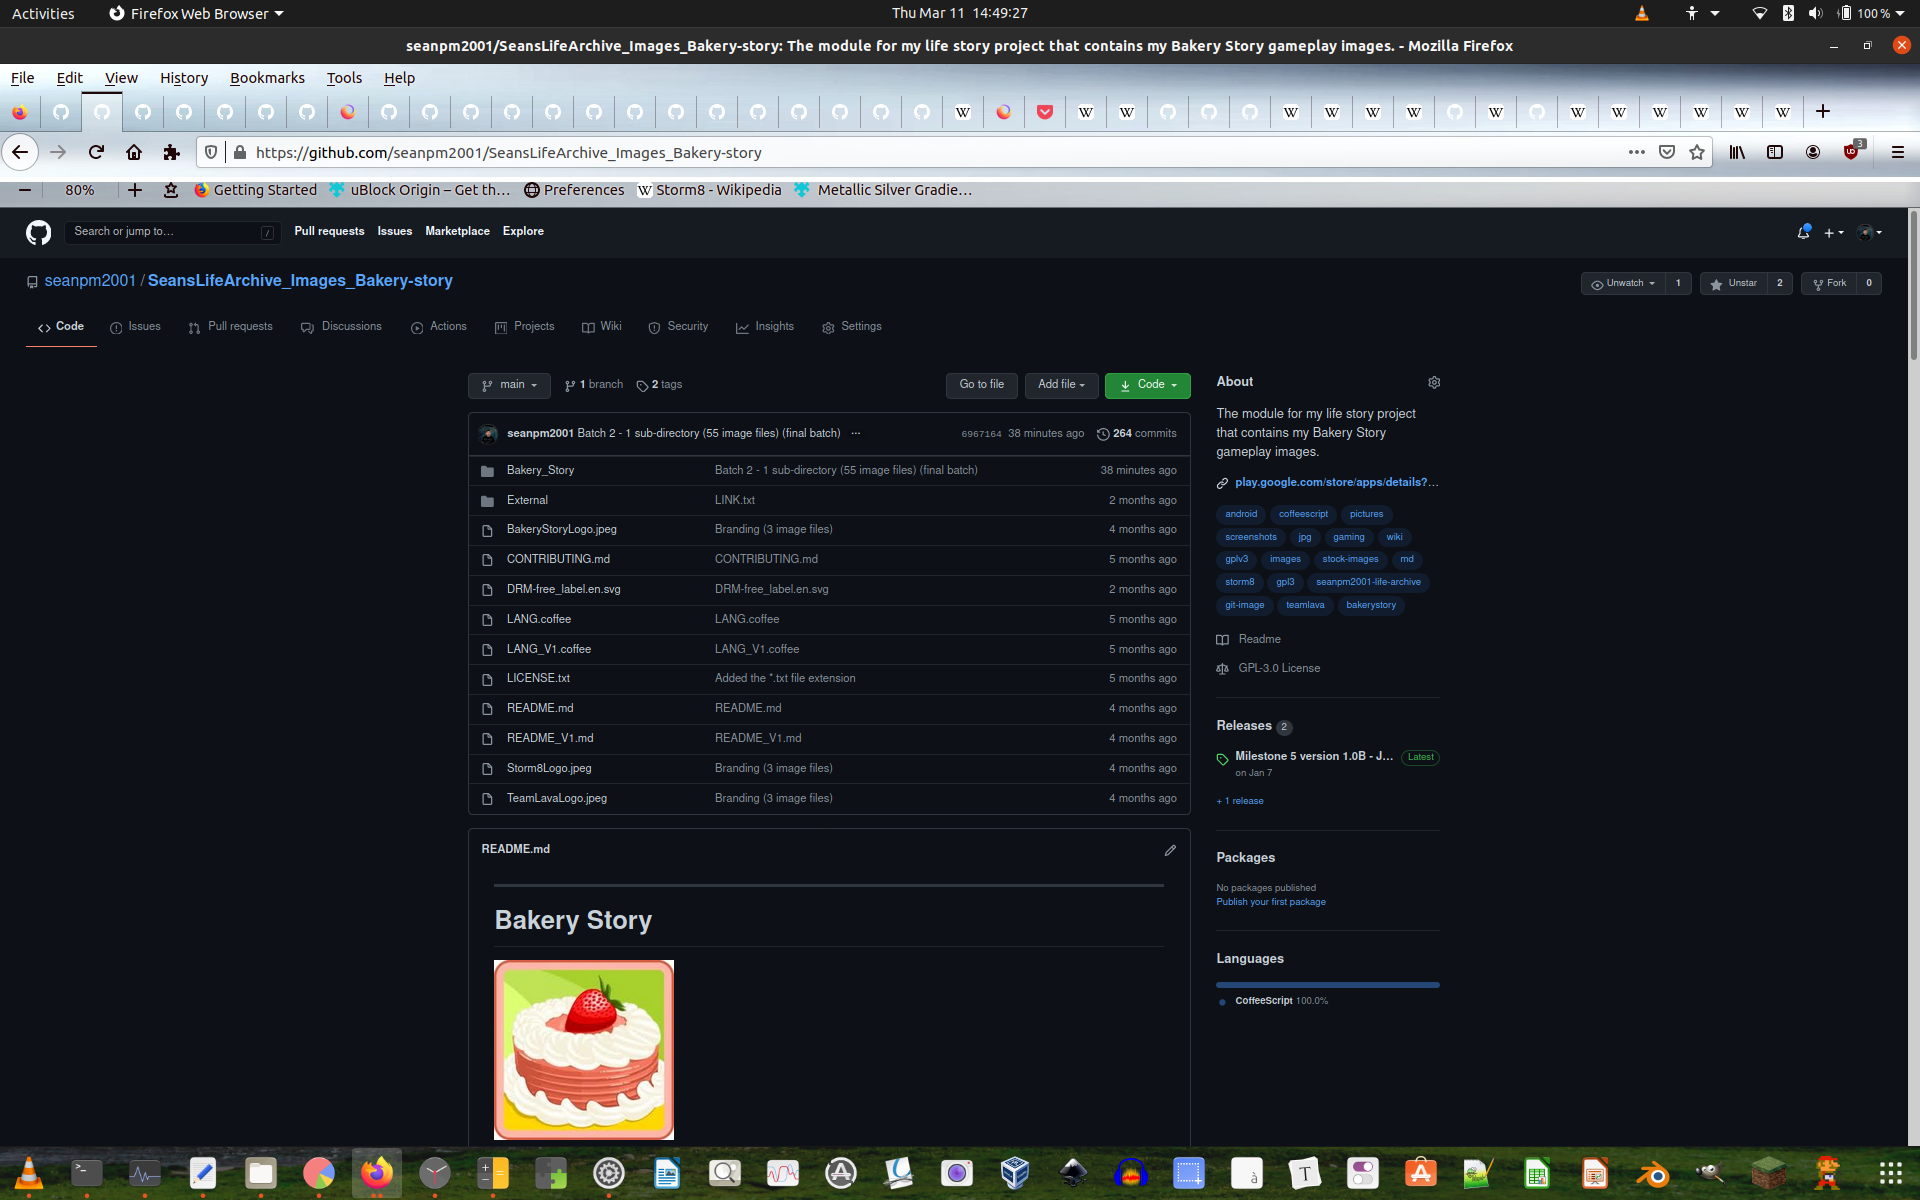 Activities Firefox Web Browser Thu Mar 11 14:49:27 100 %
seanpm2001/SeansLifeArchive_Images_Bakery-story: The module for my life story project that contains my Bakery Story gameplay images. - Mozilla Firefox
File Edit View History Bookmarks Tools Help
https://github.com/seanpm2001/SeansLifeArchive_Images_Bakery-story 3
80% Getting Started uBlock Origin – Get th… Preferences Storm8 - Wikipedia Metallic Silver Gradie…
Search or jump to… / Pull requests Issues Marketplace Explore
seanpm2001 / SeansLifeArchive_Images_Bakery-story Unwatch 1 Unstar 2 Fork 0
Code Issues Pull requests Discussions Actions Projects Wiki Security Insights Settings
main 1 branch 2 tags Go to file Add file Code
seanpm2001 Batch 2 - 1 sub-directory (55 image files) (final batch) ... 6967164 38 minutes ago 264 commits
Bakery_Story Batch 2 - 1 sub-directory (55 image files) (final batch) 38 minutes ago
External LINK.txt 2 months ago
BakeryStoryLogo.jpeg Branding (3 image files) 4 months ago
CONTRIBUTING.md CONTRIBUTING.md 5 months ago
DRM-free_label.en.svg DRM-free_label.en.svg 2 months ago
LANG.coffee LANG.coffee 5 months ago
LANG_V1.coffee LANG_V1.coffee 5 months ago
LICENSE.txt Added the *.txt file extension 5 months ago
README.md README.md 4 months ago
README_V1.md README_V1.md 4 months ago
Storm8Logo.jpeg Branding (3 image files) 4 months ago
TeamLavaLogo.jpeg Branding (3 image files) 4 months ago
README.md
Bakery Story
About
The module for my life story project
that contains my Bakery Story
gameplay images.
play.google.com/store/apps/details?…
android coffeescript pictures
screenshots jpg gaming wiki
gplv3 images stock-images md
storm8 gpl3 seanpm2001-life-archive
git-image teamlava bakerystory
Readme
GPL-3.0 License
Releases 2
Milestone 5 version 1.0B - J… Latest
on Jan 7
+ 1 release
Packages
No packages published
Publish your first package
Languages
CoffeeScript 100.0%